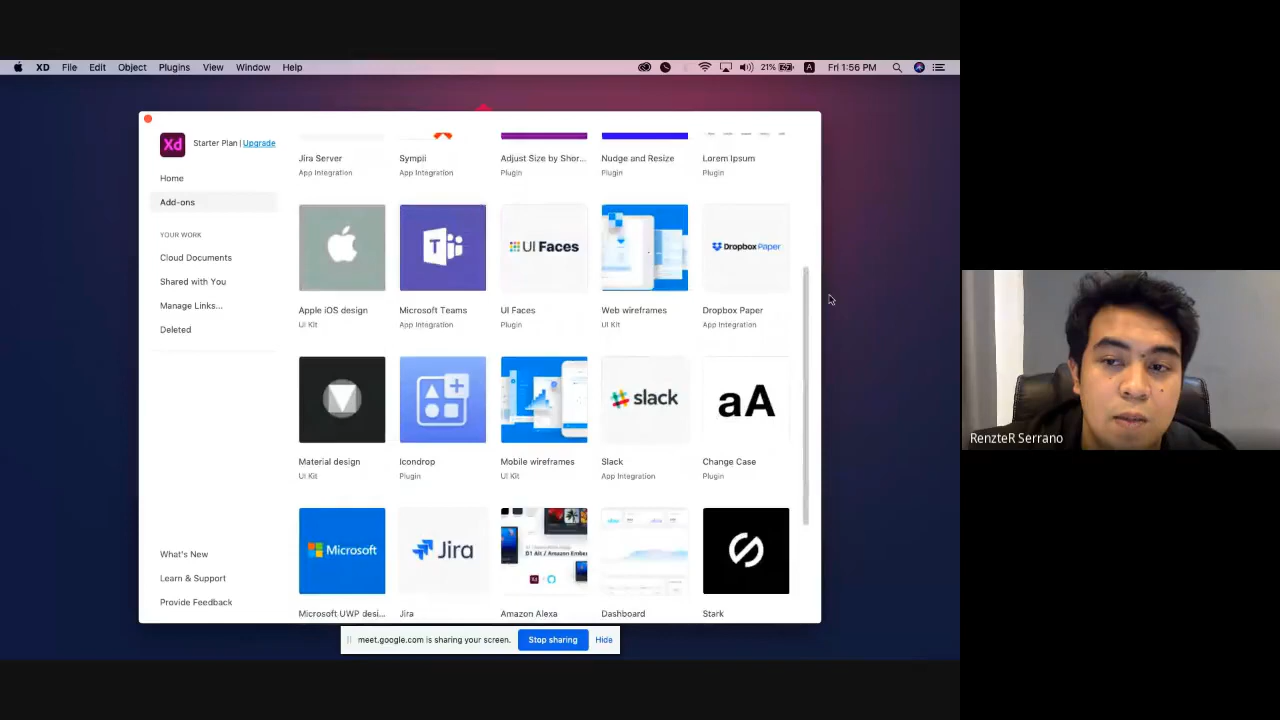 XD File Edit Object Plugins View Window Help
21% A Fri 1:56 PM
Xd Starter Plan | Upgrade
Home
Add-ons
YOUR WORK
Cloud Documents
Shared with You
Manage Links...
Deleted
What's New
Learn & Support
Provide Feedback
Jira Server Sympli Adjust Size by Shor... Nudge and Resize Lorem Ipsum
App Integration App Integration Plugin Plugin Plugin
T UI Faces Dropbox Paper
Apple iOS design Microsoft Teams UI Faces Web wireframes Dropbox Paper
UI Kit App Integration Plugin UI Kit App Integration
slack aA
Material design Icondrop Mobile wireframes Slack Change Case
UI Kit Plugin UI Kit App Integration Plugin
Microsoft Jira
Microsoft UWP desi... Jira Amazon Alexa Dashboard Stark
meet.google.com is sharing your screen. Stop sharing Hide
RenzteR Serrano